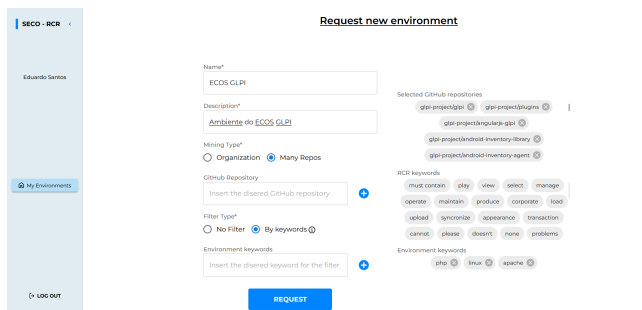 SECO - RCR
Eduardo Santos
My Environments
LOG OUT
Request new environment
Name*
ECOS GLPI
Description*
Ambiente do ECOS GLPI
Mining Type*
Organization Many Repos
GitHub Repository
Insert the disered GitHub repository
Filter Type*
No Filter By keywords
Environment keywords
Insert the disered keyword for the filter
REQUEST
Selected GitHub repositories
glpi-project/glpi glpi-project/plugins
glpi-project/angularjs-glpi
glpi-project/android-inventory-library
glpi-project/android-inventory-agent
RCR keywords
must contain play view select manage
operate maintain produce corporate load
upload syncronize appearance transaction
cannot please doesn't none problems
Environment keywords
php linux apache